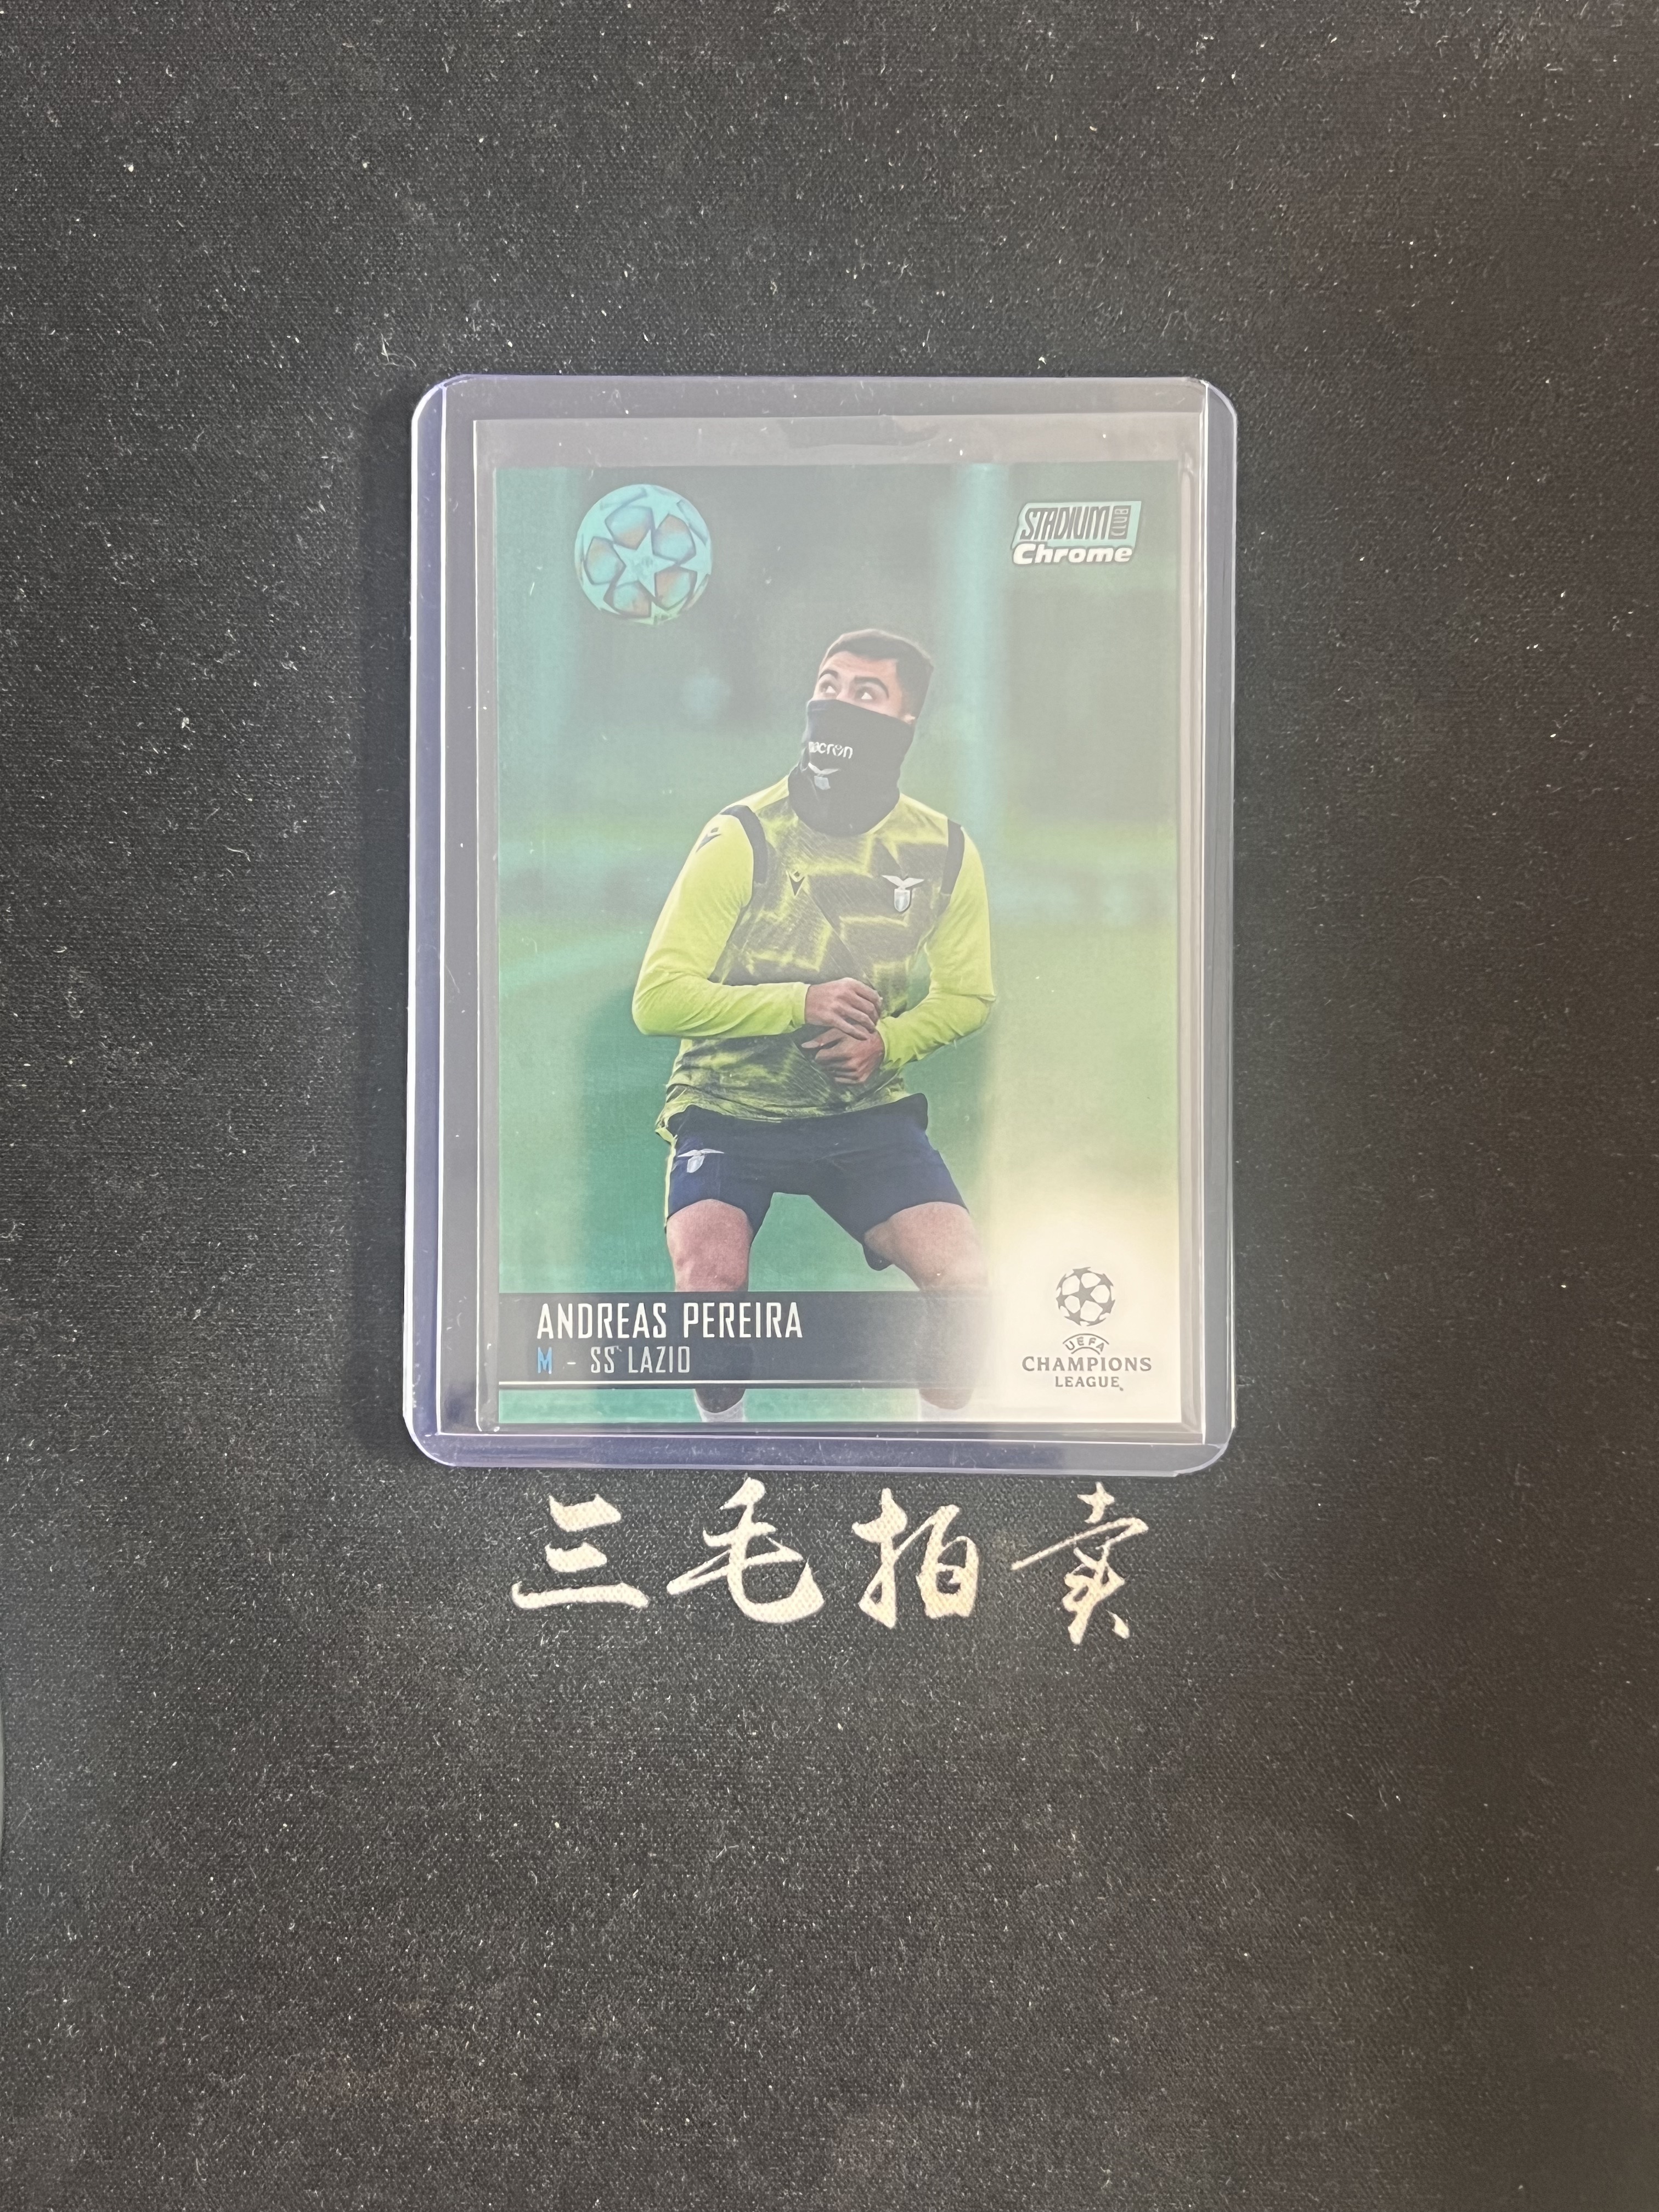 STADIUM CLUB
Chrome
macron
ANDREAS PEREIRA
M - SS LAZIO
UEFA
CHAMPIONS
LEAGUE
三毛拍卖